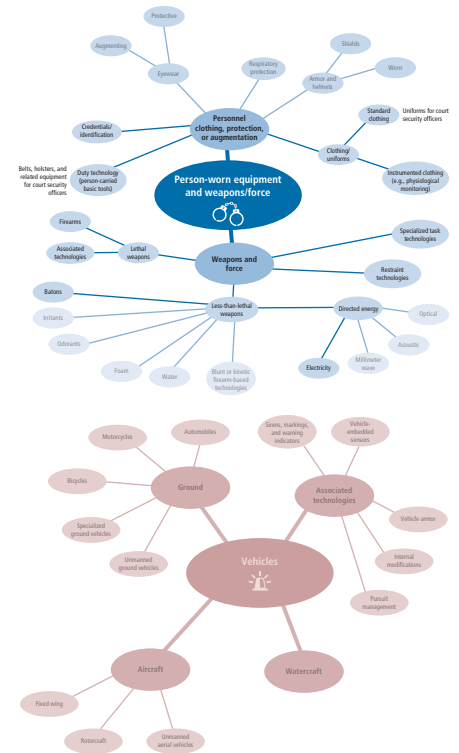 Protective
Augmenting
Eyewear
Shields
Respiratory
protection
Armor and
helmets
Worn
Personnel
clothing, protection,
or augmentation
Credentials/
identification
Standard
clothing
Uniforms for court
security officers
Clothing/
uniforms
Belts, holsters, and
related equipment
for court security
officers
Duty technology
(person-carried
basic tools)
Instrumented clothing
(e.g., physiological
monitoring)
Person-worn equipment
and weapons/force
Firearms
Associated
technologies
Lethal
weapons
Weapons and
force
Specialized task
technologies
Restraint
technologies
Batons
Irritants
Odorants
Foam
Water
Less-than-lethal
weapons
Blunt or kinetic
firearm-based
technologies
Directed energy
Optical
Acoustic
Millimeter
wave
Electricity
Motorcycles
Automobiles
Bicycles
Ground
Specialized
ground vehicles
Unmanned
ground vehicles
Sirens, markings,
and warning
indicators
Vehicle-
embedded
sensors
Associated
technologies
Vehicle armor
Internal
modifications
Pursuit
management
Vehicles
Aircraft
Watercraft
Fixed wing
Rotorcraft
Unmanned
aerial vehicles